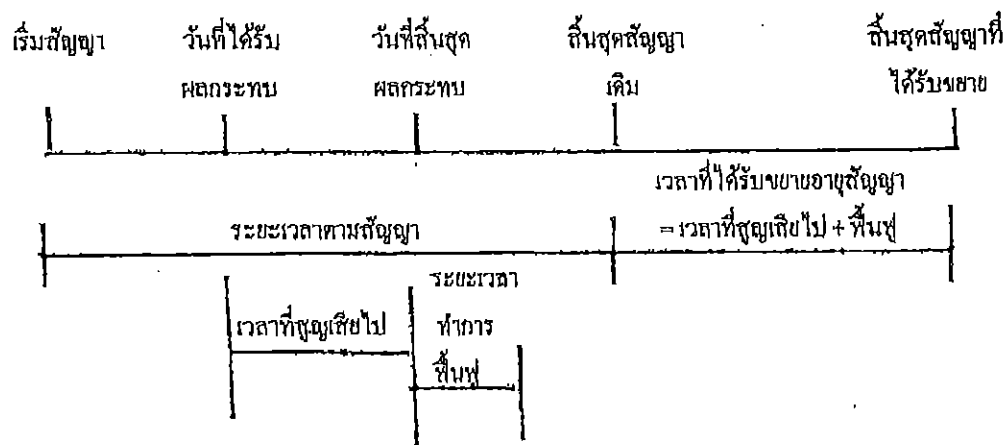 เริ่มสัญญา วันที่ได้รับ วันที่สิ้นสุด สิ้นสุดสัญญา สิ้นสุดสัญญาที่
ผลกระทบ ผลกระทบ เดิม ได้รับขยาย
เวลาที่ได้รับขยายอายุสัญญา
ระยะเวลาตามสัญญา =เวลาที่สูญเสียไป + ฟื้นฟู
ระยะเวลา
เวลาที่สูญเสียไป ทำการ
ฟื้นฟู